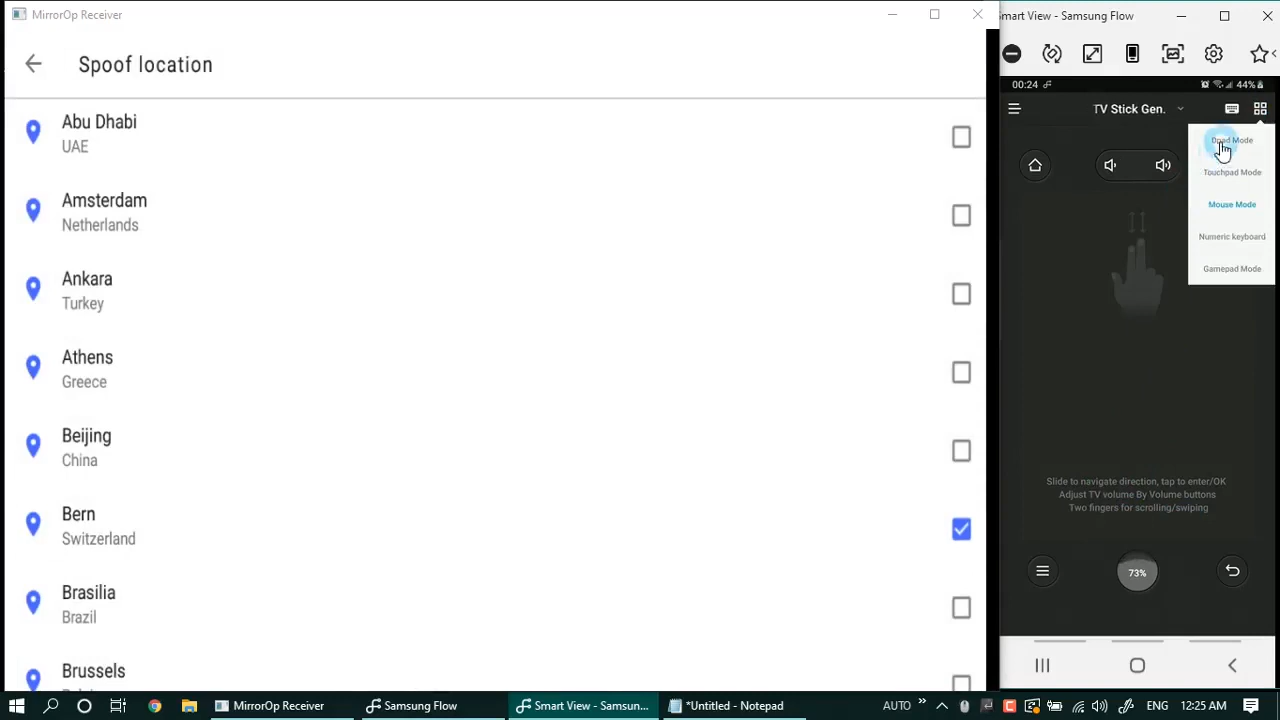 MirrorOp Receiver
Spoof location
Abu Dhabi
UAE
Amsterdam
Netherlands
Ankara
Turkey
Athens
Greece
Beijing
China
Bern
Switzerland
Brasilia
Brazil
Brussels
Smart View - Samsung Flow
00:24
44%
TV Stick Gen.
Dpad Mode
Touchpad Mode
Mouse Mode
Numeric keyboard
Gamepad Mode
Slide to navigate direction, tap to enter/OK
Adjust TV volume By Volume buttons
Two fingers for scrolling/swiping
73%
MirrorOp Receiver
Samsung Flow
Smart View - Samsun...
*Untitled - Notepad
AUTO
ENG
12:25 AM